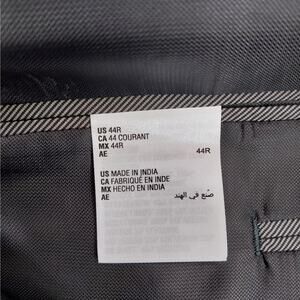 US 44R
CA 44 COURANT
MX 44R
AE 44R
US MADE IN INDIA
CA FABRIQUÉ EN INDE
MX HECHO EN INDIA
AE صُنع في الهند